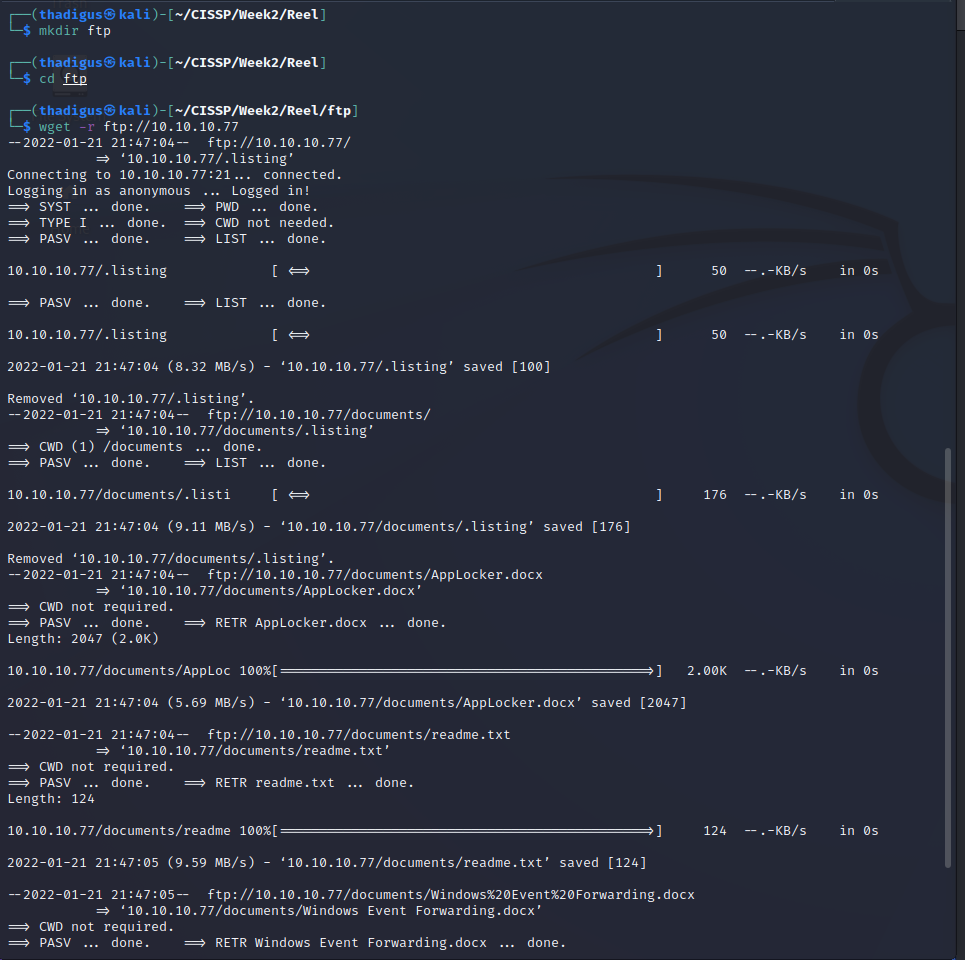 ┌──(thadigus㉿kali)-[~/CISSP/Week2/Reel]
└─$ mkdir ftp
┌──(thadigus㉿kali)-[~/CISSP/Week2/Reel]
└─$ cd ftp
┌──(thadigus㉿kali)-[~/CISSP/Week2/Reel/ftp]
└─$ wget -r ftp://10.10.10.77
--2022-01-21 21:47:04--  ftp://10.10.10.77/
           => ‘10.10.10.77/.listing’
Connecting to 10.10.10.77:21... connected.
Logging in as anonymous ... Logged in!
==> SYST ... done.    ==> PWD ... done.
==> TYPE I ... done.  ==> CWD not needed.
==> PASV ... done.    ==> LIST ... done.
10.10.10.77/.listing             [ <=>                                           ]      50  --.-KB/s    in 0s
==> PASV ... done.    ==> LIST ... done.
10.10.10.77/.listing             [ <=>                                           ]      50  --.-KB/s    in 0s
2022-01-21 21:47:04 (8.32 MB/s) - ‘10.10.10.77/.listing’ saved [100]
Removed ‘10.10.10.77/.listing’.
--2022-01-21 21:47:04--  ftp://10.10.10.77/documents/
           => ‘10.10.10.77/documents/.listing’
==> CWD (1) /documents ... done.
==> PASV ... done.    ==> LIST ... done.
10.10.10.77/documents/.listi     [ <=>                                           ]     176  --.-KB/s    in 0s
2022-01-21 21:47:04 (9.11 MB/s) - ‘10.10.10.77/documents/.listing’ saved [176]
Removed ‘10.10.10.77/documents/.listing’.
--2022-01-21 21:47:04--  ftp://10.10.10.77/documents/AppLocker.docx
           => ‘10.10.10.77/documents/AppLocker.docx’
==> CWD not required.
==> PASV ... done.    ==> RETR AppLocker.docx ... done.
Length: 2047 (2.0K)
10.10.10.77/documents/AppLoc 100%[==============================================>]   2.00K  --.-KB/s    in 0s
2022-01-21 21:47:04 (5.69 MB/s) - ‘10.10.10.77/documents/AppLocker.docx’ saved [2047]
--2022-01-21 21:47:04--  ftp://10.10.10.77/documents/readme.txt
           => ‘10.10.10.77/documents/readme.txt’
==> CWD not required.
==> PASV ... done.    ==> RETR readme.txt ... done.
Length: 124
10.10.10.77/documents/readme 100%[==============================================>]     124  --.-KB/s    in 0s
2022-01-21 21:47:05 (9.59 MB/s) - ‘10.10.10.77/documents/readme.txt’ saved [124]
--2022-01-21 21:47:05--  ftp://10.10.10.77/documents/Windows%20Event%20Forwarding.docx
           => ‘10.10.10.77/documents/Windows Event Forwarding.docx’
==> CWD not required.
==> PASV ... done.    ==> RETR Windows Event Forwarding.docx ... done.